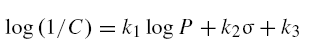 log (1/C) = k₁ log P + k₂σ + k₃